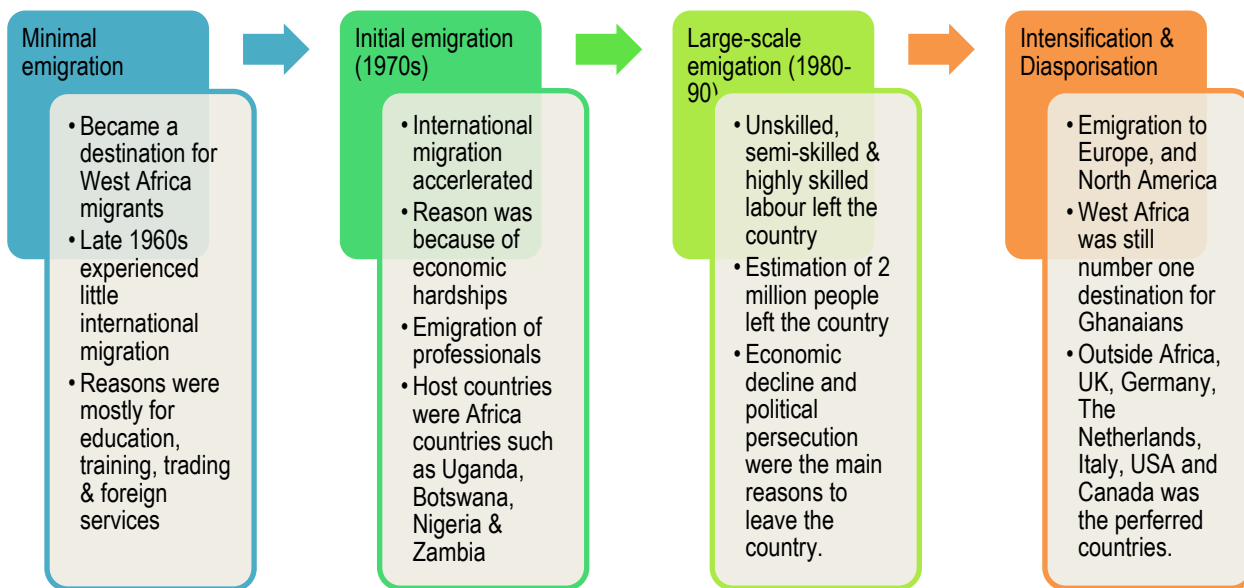 Minimal
emigration
• Became a
destination for
West Africa
migrants
• Late 1960s
experienced
little
international
migration
• Reasons were
mostly for
education,
training, trading
& foreign
services
Initial emigration
(1970s)
• International
migration
accerlerated
• Reason was
because of
economic
hardships
• Emigration of
professionals
• Host countries
were Africa
countries such
as Uganda,
Botswana,
Nigeria &
Zambia
Large-scale
emigation (1980-
90)
• Unskilled,
semi-skilled &
highly skilled
labour left the
country
• Estimation of 2
million people
left the country
• Economic
decline and
political
persecution
were the main
reasons to
leave the
country.
Intensification &
Diasporisation
• Emigration to
Europe, and
North America
• West Africa
was still
number one
destination for
Ghanaians
• Outside Africa,
UK, Germany,
The
Netherlands,
Italy, USA and
Canada was
the perferred
countries.